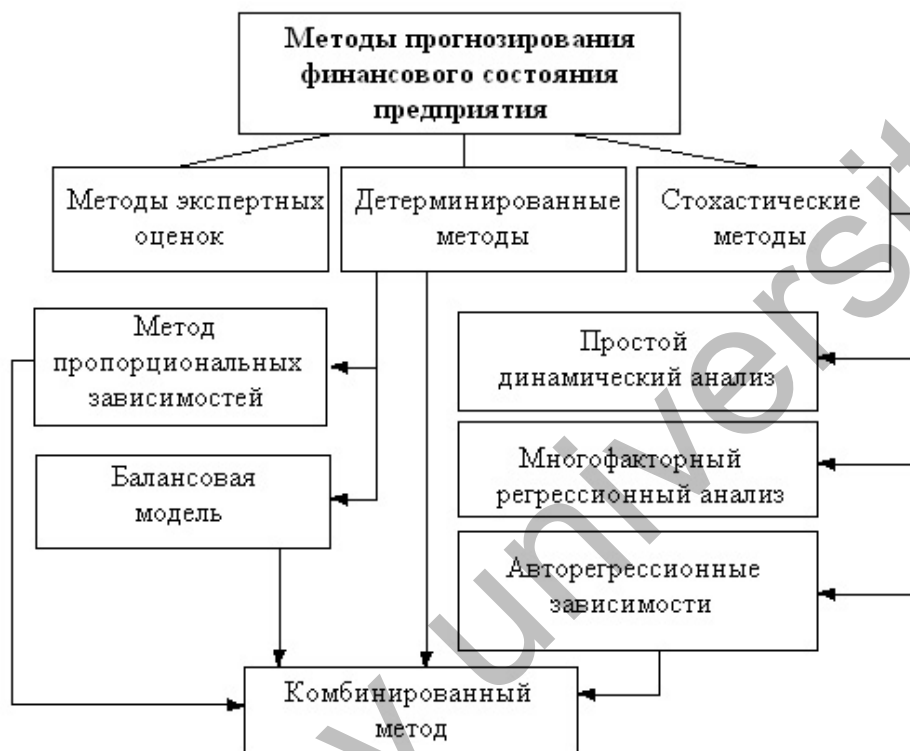 Методы прогнозирования
финансового состояния
предприятия
Методы экспертных
оценок
Детерминированные
методы
Стохастические
методы
Метод
пропорциональных
зависимостей
Простой
динамический анализ
Балансовая
модель
Многофакторный
регрессионный анализ
Авторегрессионные
зависимости
Комбинированный
метод
y universit